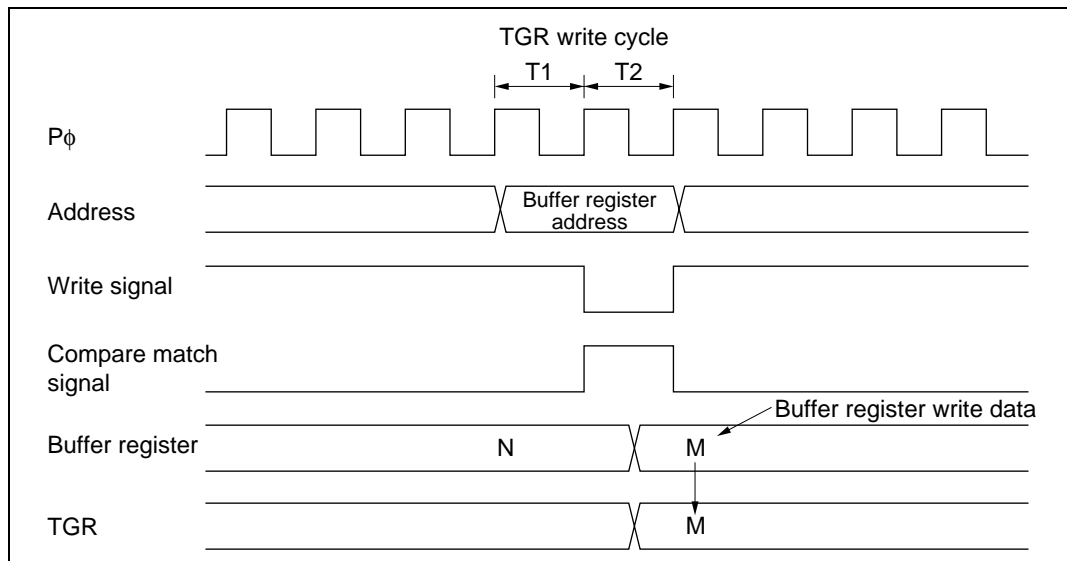 TGR write cycle
T1 T2
Pϕ
Address
Buffer register
address
Write signal
Compare match
signal
Buffer register write data
Buffer register
N
M
TGR
M